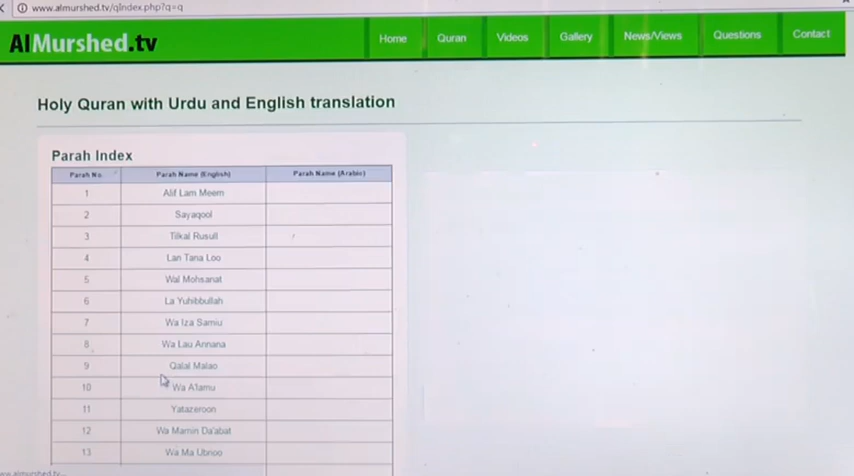 www.almurshed.tv/qIndex.php?q=q
AlMurshed.tv
Home Quran Videos Gallery News/Views Questions Contact
Holy Quran with Urdu and English translation
Parah Index
Parah No. Parah Name (English) Parah Name (Arabic)
1 Alif Lam Meem
2 Sayaqool
3 Tilkal Rusull
4 Lan Tana Loo
5 Wal Mohsanat
6 La Yuhibbullah
7 Wa Iza Samiu
8 Wa Lau Annana
9 Qalal Malao
10 Wa A'lamu
11 Yatazeroon
12 Wa Mamin Da'abat
13 Wa Ma Ubrioo